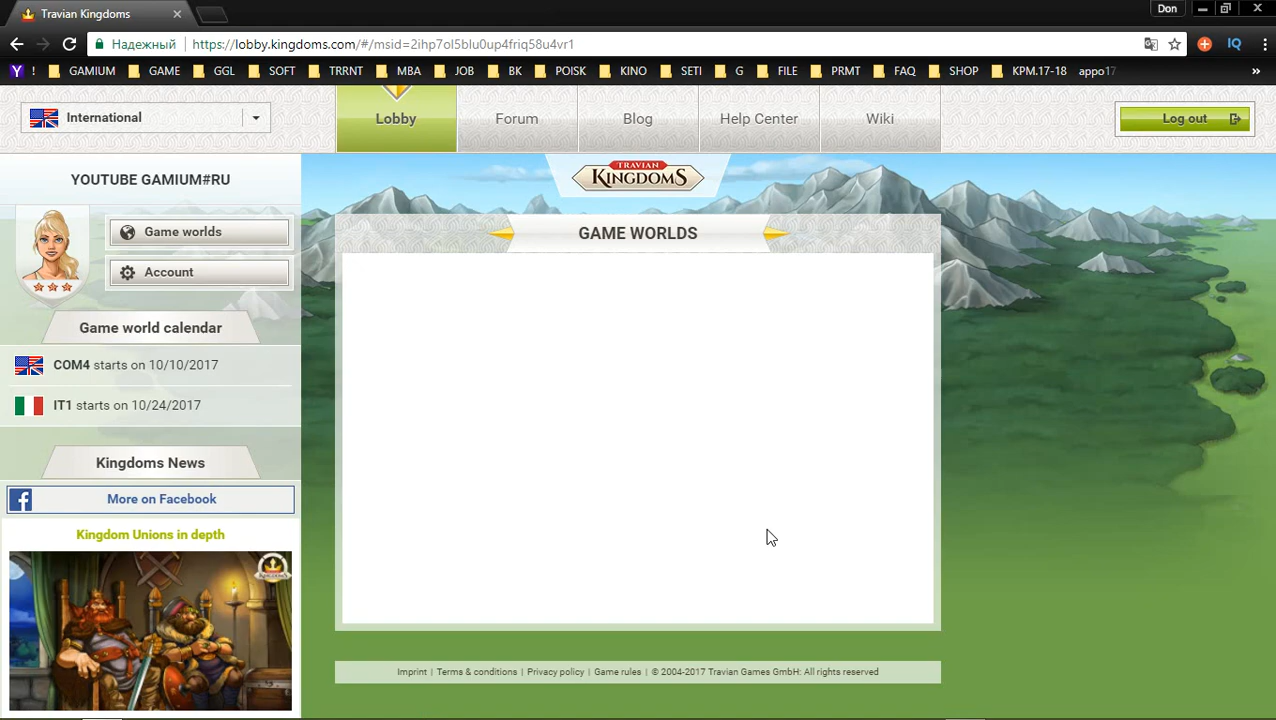 Travian Kingdoms
Don
Надежный
https://lobby.kingdoms.com/#/msid=2ihp7ol5blu0up4friq58u4vr1
IQ
Y ! GAMIUM GAME GGL SOFT TRRNT MBA JOB BK POISK KINO SETI G FILE PRMT FAQ SHOP KPM.17-18 appo17 »
International
Lobby
Forum
Blog
Help Center
Wiki
Log out
TRAVIAN
KINGDOMS
YOUTUBE GAMIUM#RU
Game worlds
Account
GAME WORLDS
Game world calendar
COM4 starts on 10/10/2017
IT1 starts on 10/24/2017
Kingdoms News
f More on Facebook
Kingdom Unions in depth
KINGDOMS
Imprint | Terms & conditions | Privacy policy | Game rules | © 2004-2017 Travian Games GmbH: All rights reserved